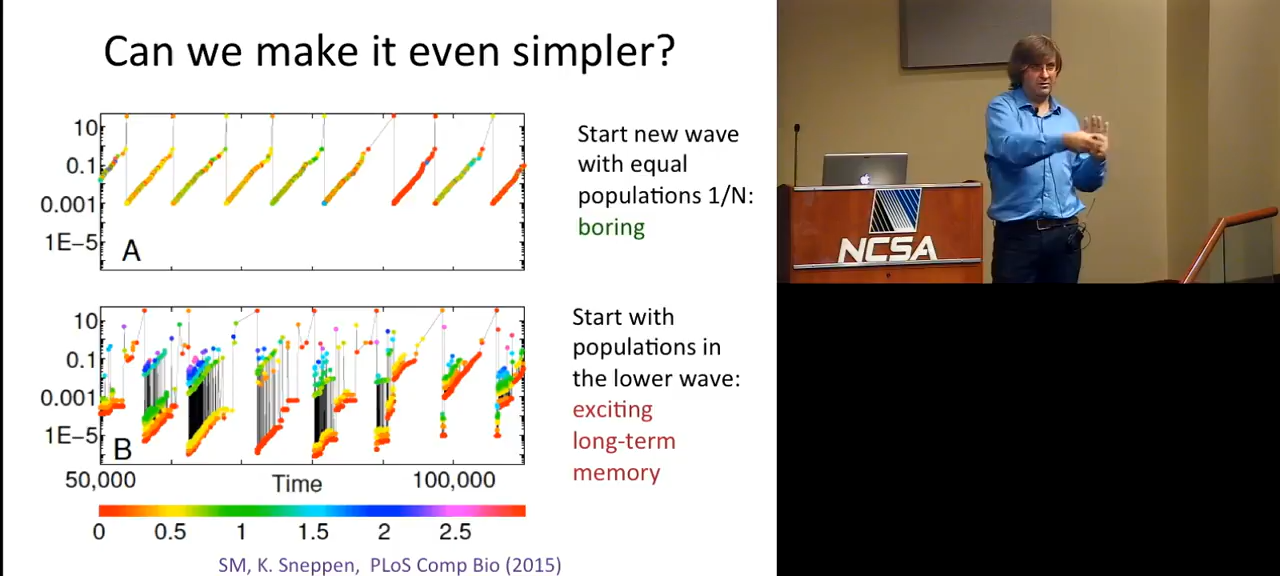 Can we make it even simpler?
10
0.1
0.001
1E-5
A
Start new wave
with equal
populations 1/N:
boring
10
0.1
0.001
1E-5
B
50,000
Time
100,000
Start with
populations in
the lower wave:
exciting
long-term
memory
0
0.5
1
1.5
2
2.5
SM, K. Sneppen, PLoS Comp Bio (2015)
NCSA